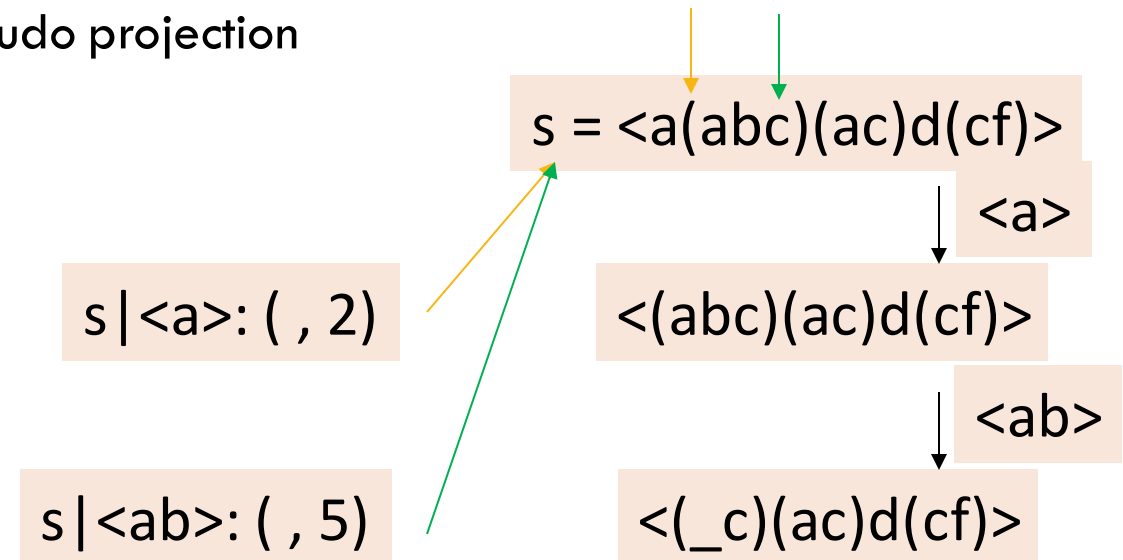 udo projection
s = <a(abc)(ac)d(cf)>
<a>
s|<a>: ( , 2)
<(abc)(ac)d(cf)>
<ab>
s|<ab>: ( , 5)
<(_c)(ac)d(cf)>